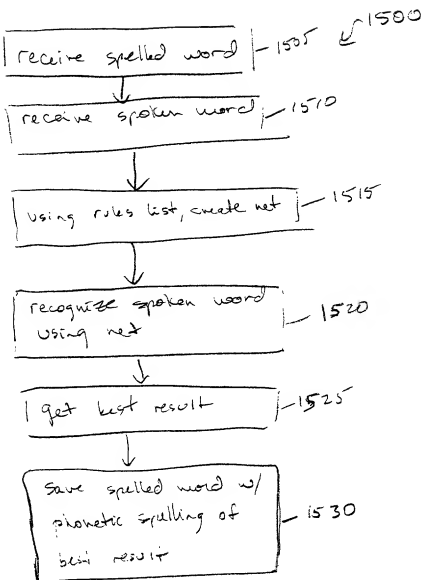 1500
receive spelled word 1505
receive spoken word 1510
using rules list, create net 1515
recognize spoken word 1520
using net
get best result 1525
save spelled word w/
phonetic spelling of 1530
best result